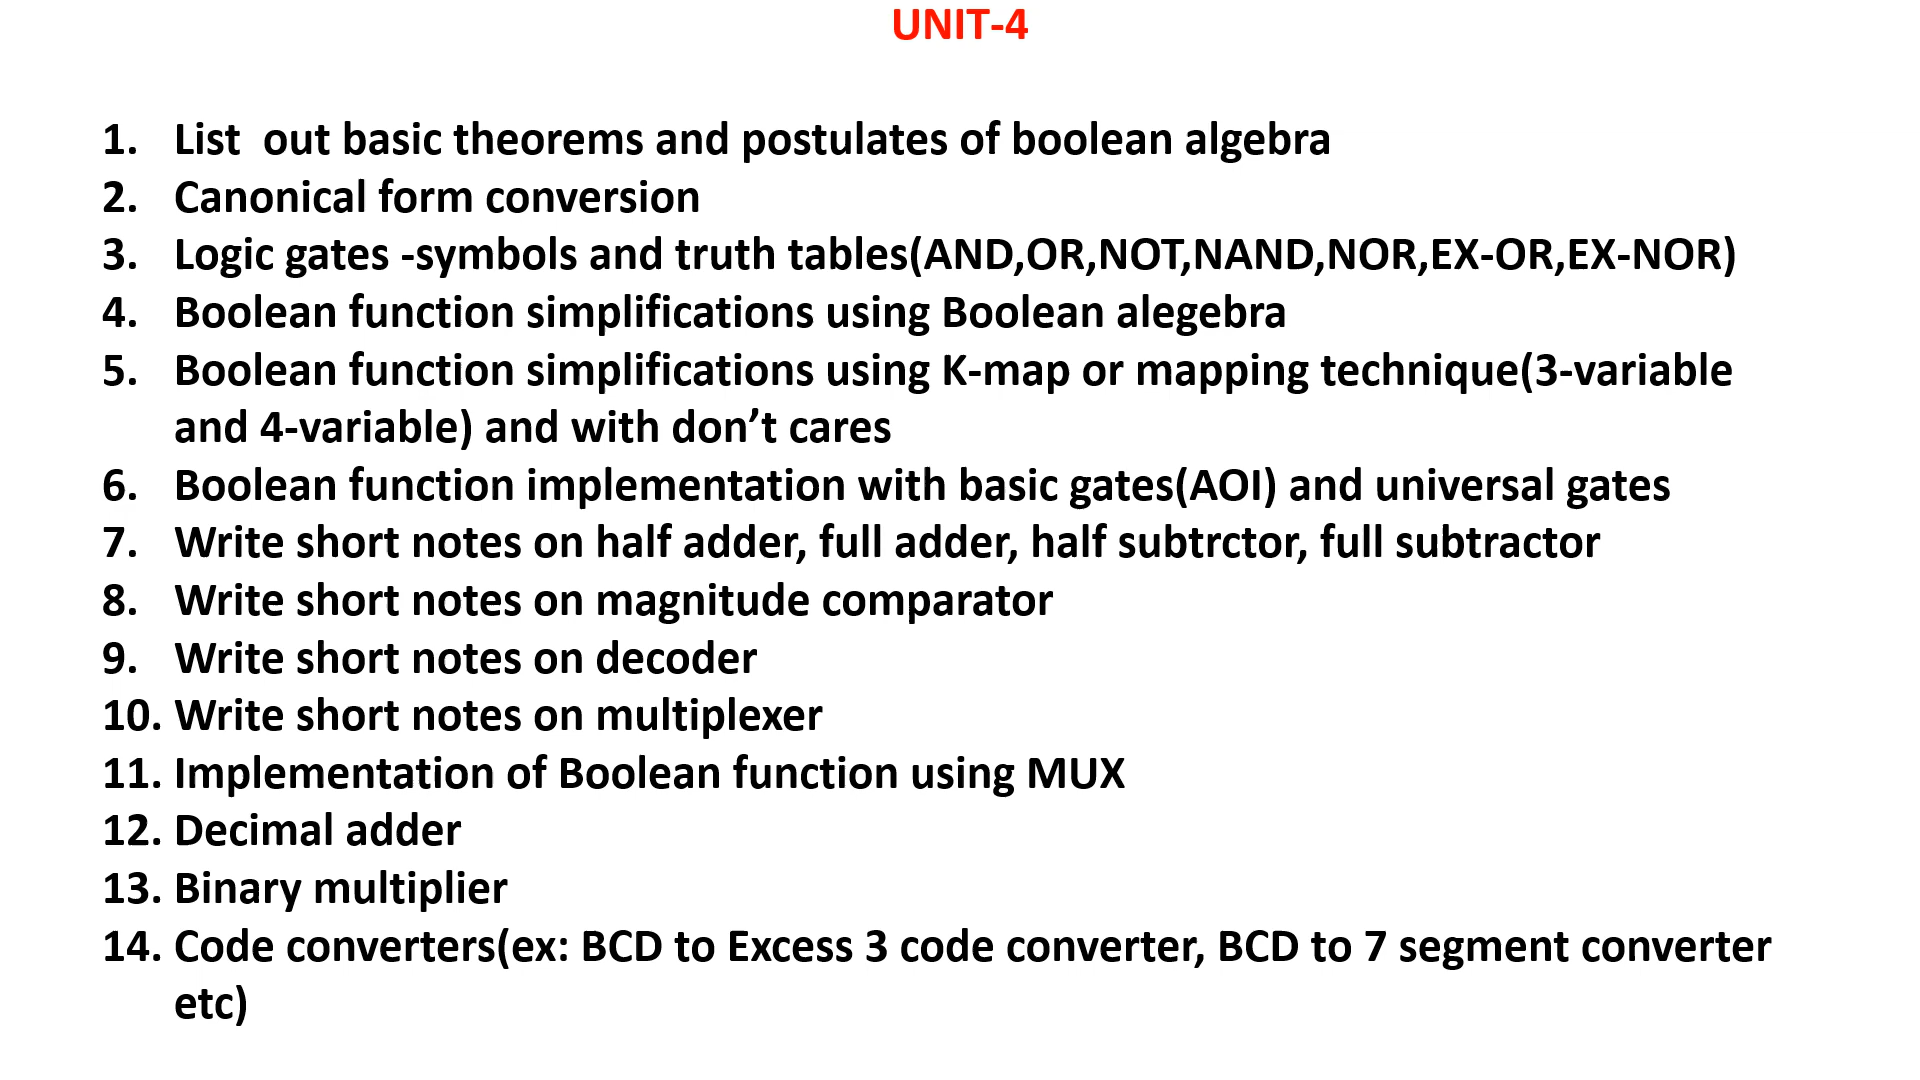 UNIT-4
1. List  out basic theorems and postulates of boolean algebra
2. Canonical form conversion
3. Logic gates -symbols and truth tables(AND,OR,NOT,NAND,NOR,EX-OR,EX-NOR)
4. Boolean function simplifications using Boolean alegebra
5. Boolean function simplifications using K-map or mapping technique(3-variable
and 4-variable) and with don’t cares
6. Boolean function implementation with basic gates(AOI) and universal gates
7. Write short notes on half adder, full adder, half subtrctor, full subtractor
8. Write short notes on magnitude comparator
9. Write short notes on decoder
10. Write short notes on multiplexer
11. Implementation of Boolean function using MUX
12. Decimal adder
13. Binary multiplier
14. Code converters(ex: BCD to Excess 3 code converter, BCD to 7 segment converter
etc)